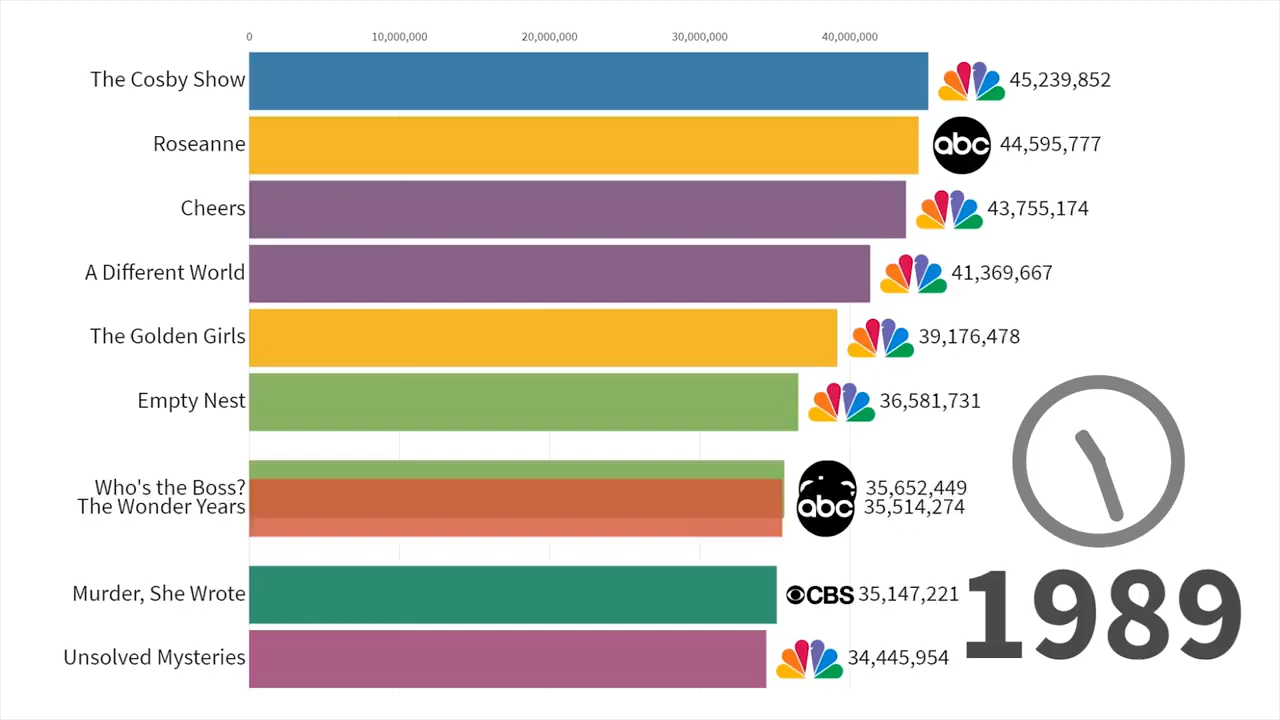 0 10,000,000 20,000,000 30,000,000 40,000,000
The Cosby Show 45,239,852
Roseanne abc 44,595,777
Cheers 43,755,174
A Different World 41,369,667
The Golden Girls 39,176,478
Empty Nest 36,581,731
Who's the Boss? 35,652,449
The Wonder Years abc 35,514,274
Murder, She Wrote CBS 35,147,221
Unsolved Mysteries 34,445,954
1989